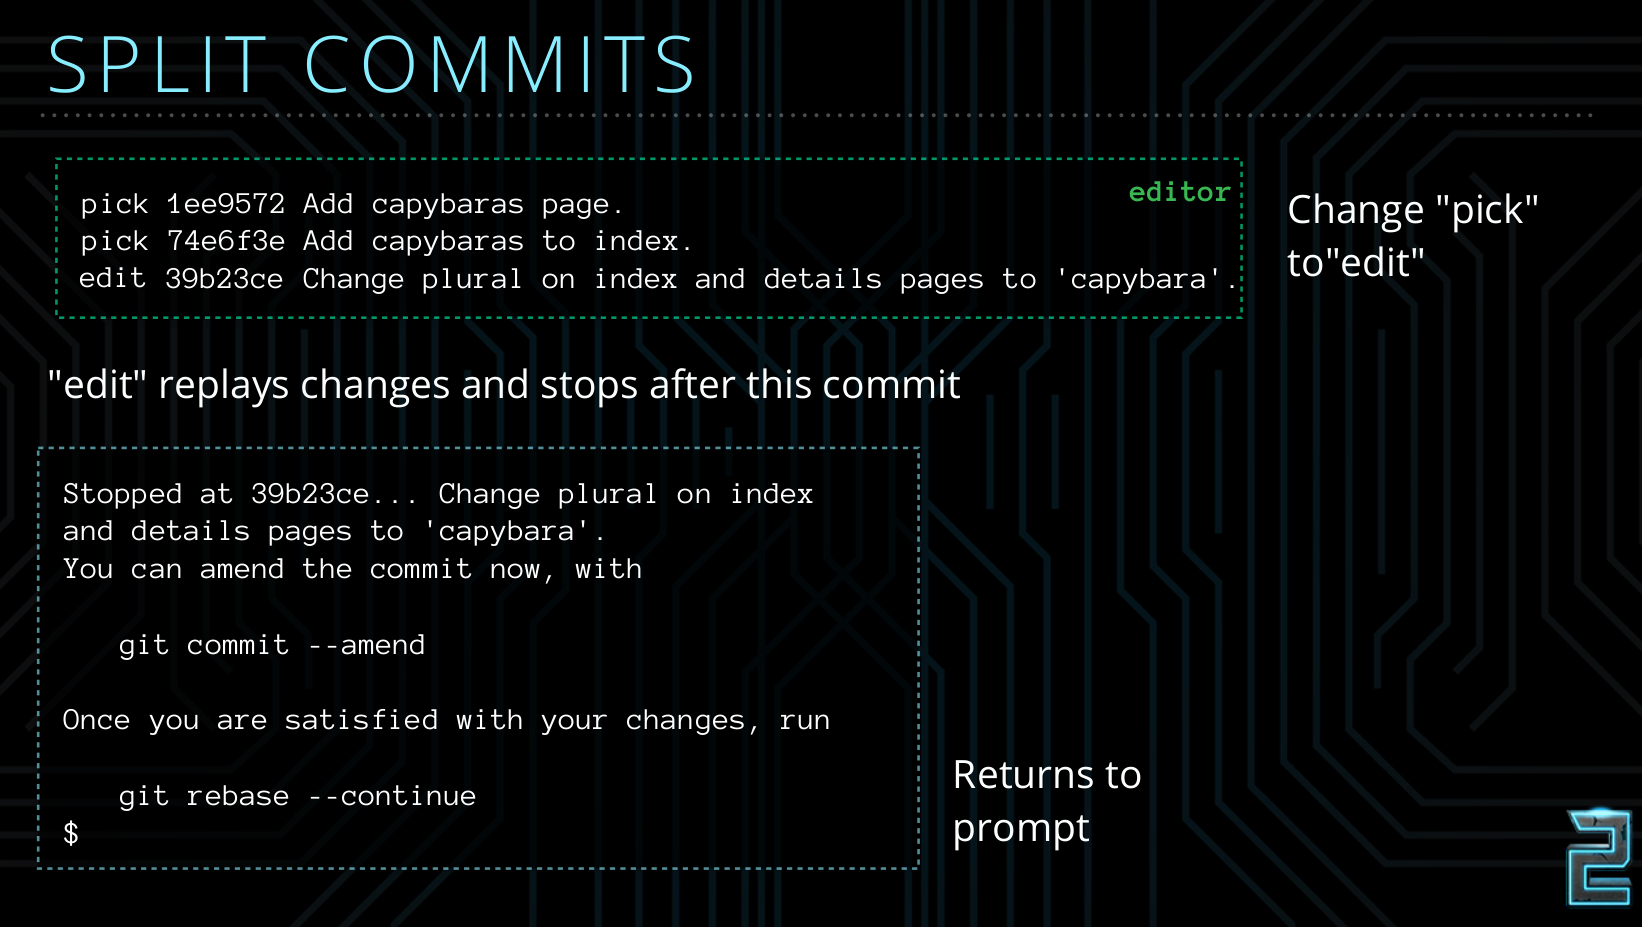 SPLIT COMMITS
editor
pick 1ee9572 Add capybaras page.
pick 74e6f3e Add capybaras to index.
edit 39b23ce Change plural on index and details pages to 'capybara'.
Change "pick"
to"edit"
"edit" replays changes and stops after this commit
Stopped at 39b23ce... Change plural on index
and details pages to 'capybara'.
You can amend the commit now, with
git commit --amend
Once you are satisfied with your changes, run
git rebase --continue
$
Returns to
prompt
2